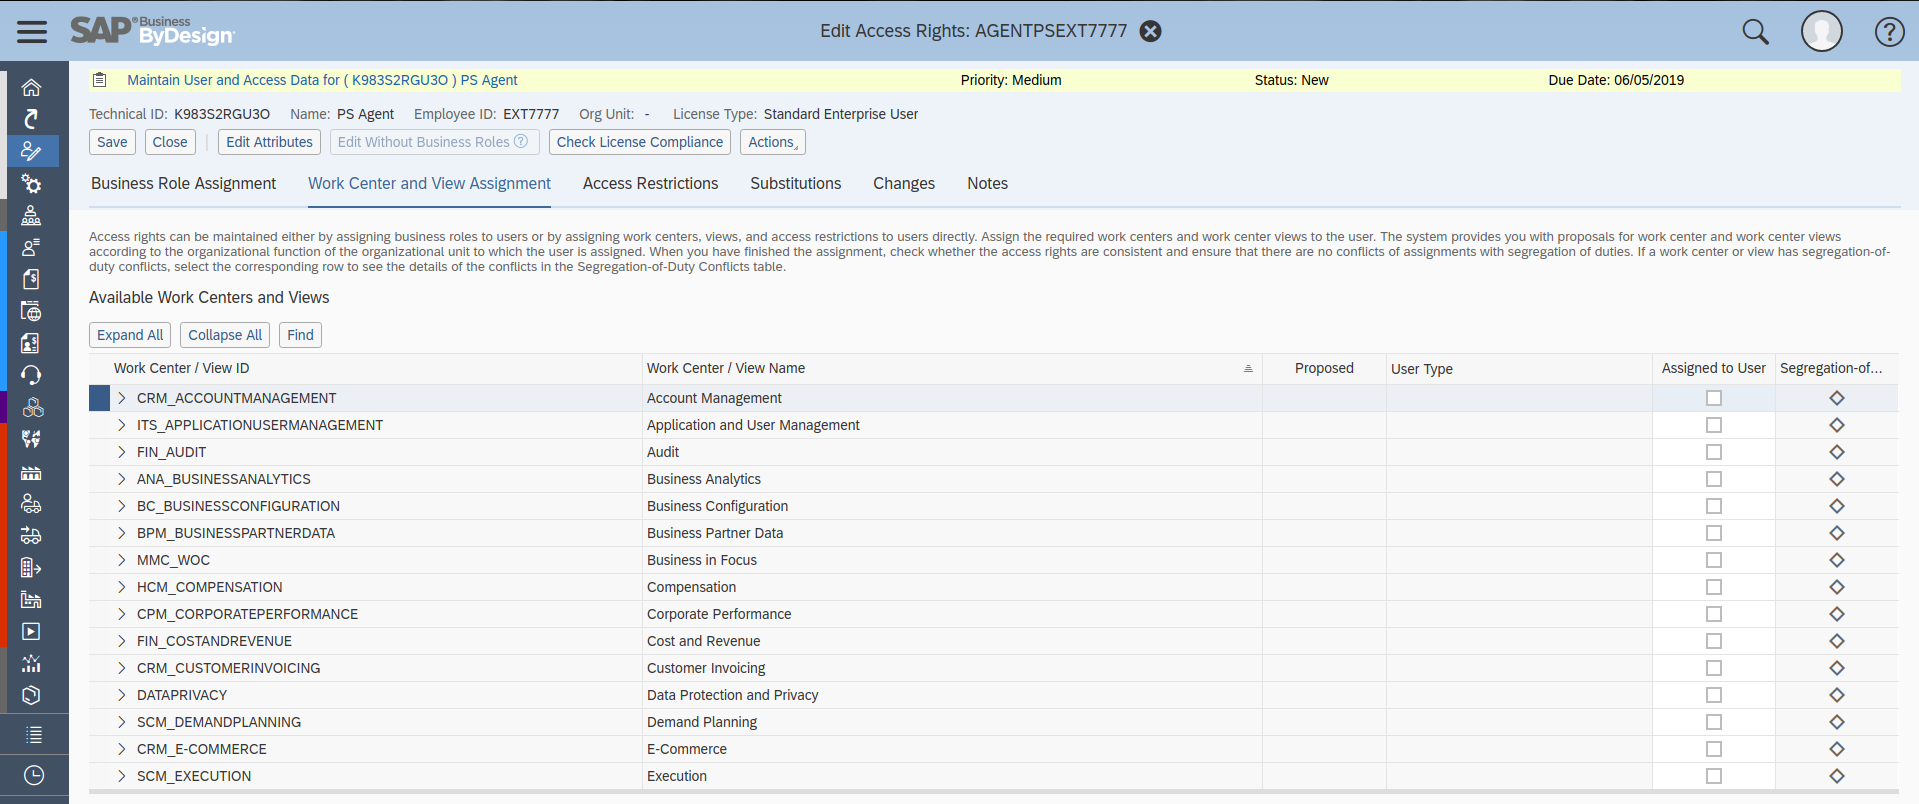 SAP Business ByDesign
Edit Access Rights: AGENTPSEXT7777
Maintain User and Access Data for ( K983S2RGU3O ) PS Agent Priority: Medium Status: New Due Date: 06/05/2019
Technical ID: K983S2RGU3O Name: PS Agent Employee ID: EXT7777 Org Unit: - License Type: Standard Enterprise User
Save Close Edit Attributes Edit Without Business Roles ? Check License Compliance Actions
Business Role Assignment Work Center and View Assignment Access Restrictions Substitutions Changes Notes
Access rights can be maintained either by assigning business roles to users or by assigning work centers, views, and access restrictions to users directly. Assign the required work centers and work center views to the user. The system provides you with proposals for work center and work center views
according to the organizational function of the organizational unit to which the user is assigned. When you have finished the assignment, check whether the access rights are consistent and ensure that there are no conflicts of assignments with segregation of duties. If a work center or view has segregation-of-
duty conflicts, select the corresponding row to see the details of the conflicts in the Segregation-of-Duty Conflicts table.
Available Work Centers and Views
Expand All Collapse All Find
Work Center / View ID Work Center / View Name Proposed User Type Assigned to User Segregation-of...
CRM_ACCOUNTMANAGEMENT Account Management
ITS_APPLICATIONUSERMANAGEMENT Application and User Management
FIN_AUDIT Audit
ANA_BUSINESSANALYTICS Business Analytics
BC_BUSINESSCONFIGURATION Business Configuration
BPM_BUSINESSPARTNERDATA Business Partner Data
MMC_WOC Business in Focus
HCM_COMPENSATION Compensation
CPM_CORPORATEPERFORMANCE Corporate Performance
FIN_COSTANDREVENUE Cost and Revenue
CRM_CUSTOMERINVOICING Customer Invoicing
DATAPRIVACY Data Protection and Privacy
SCM_DEMANDPLANNING Demand Planning
CRM_E-COMMERCE E-Commerce
SCM_EXECUTION Execution